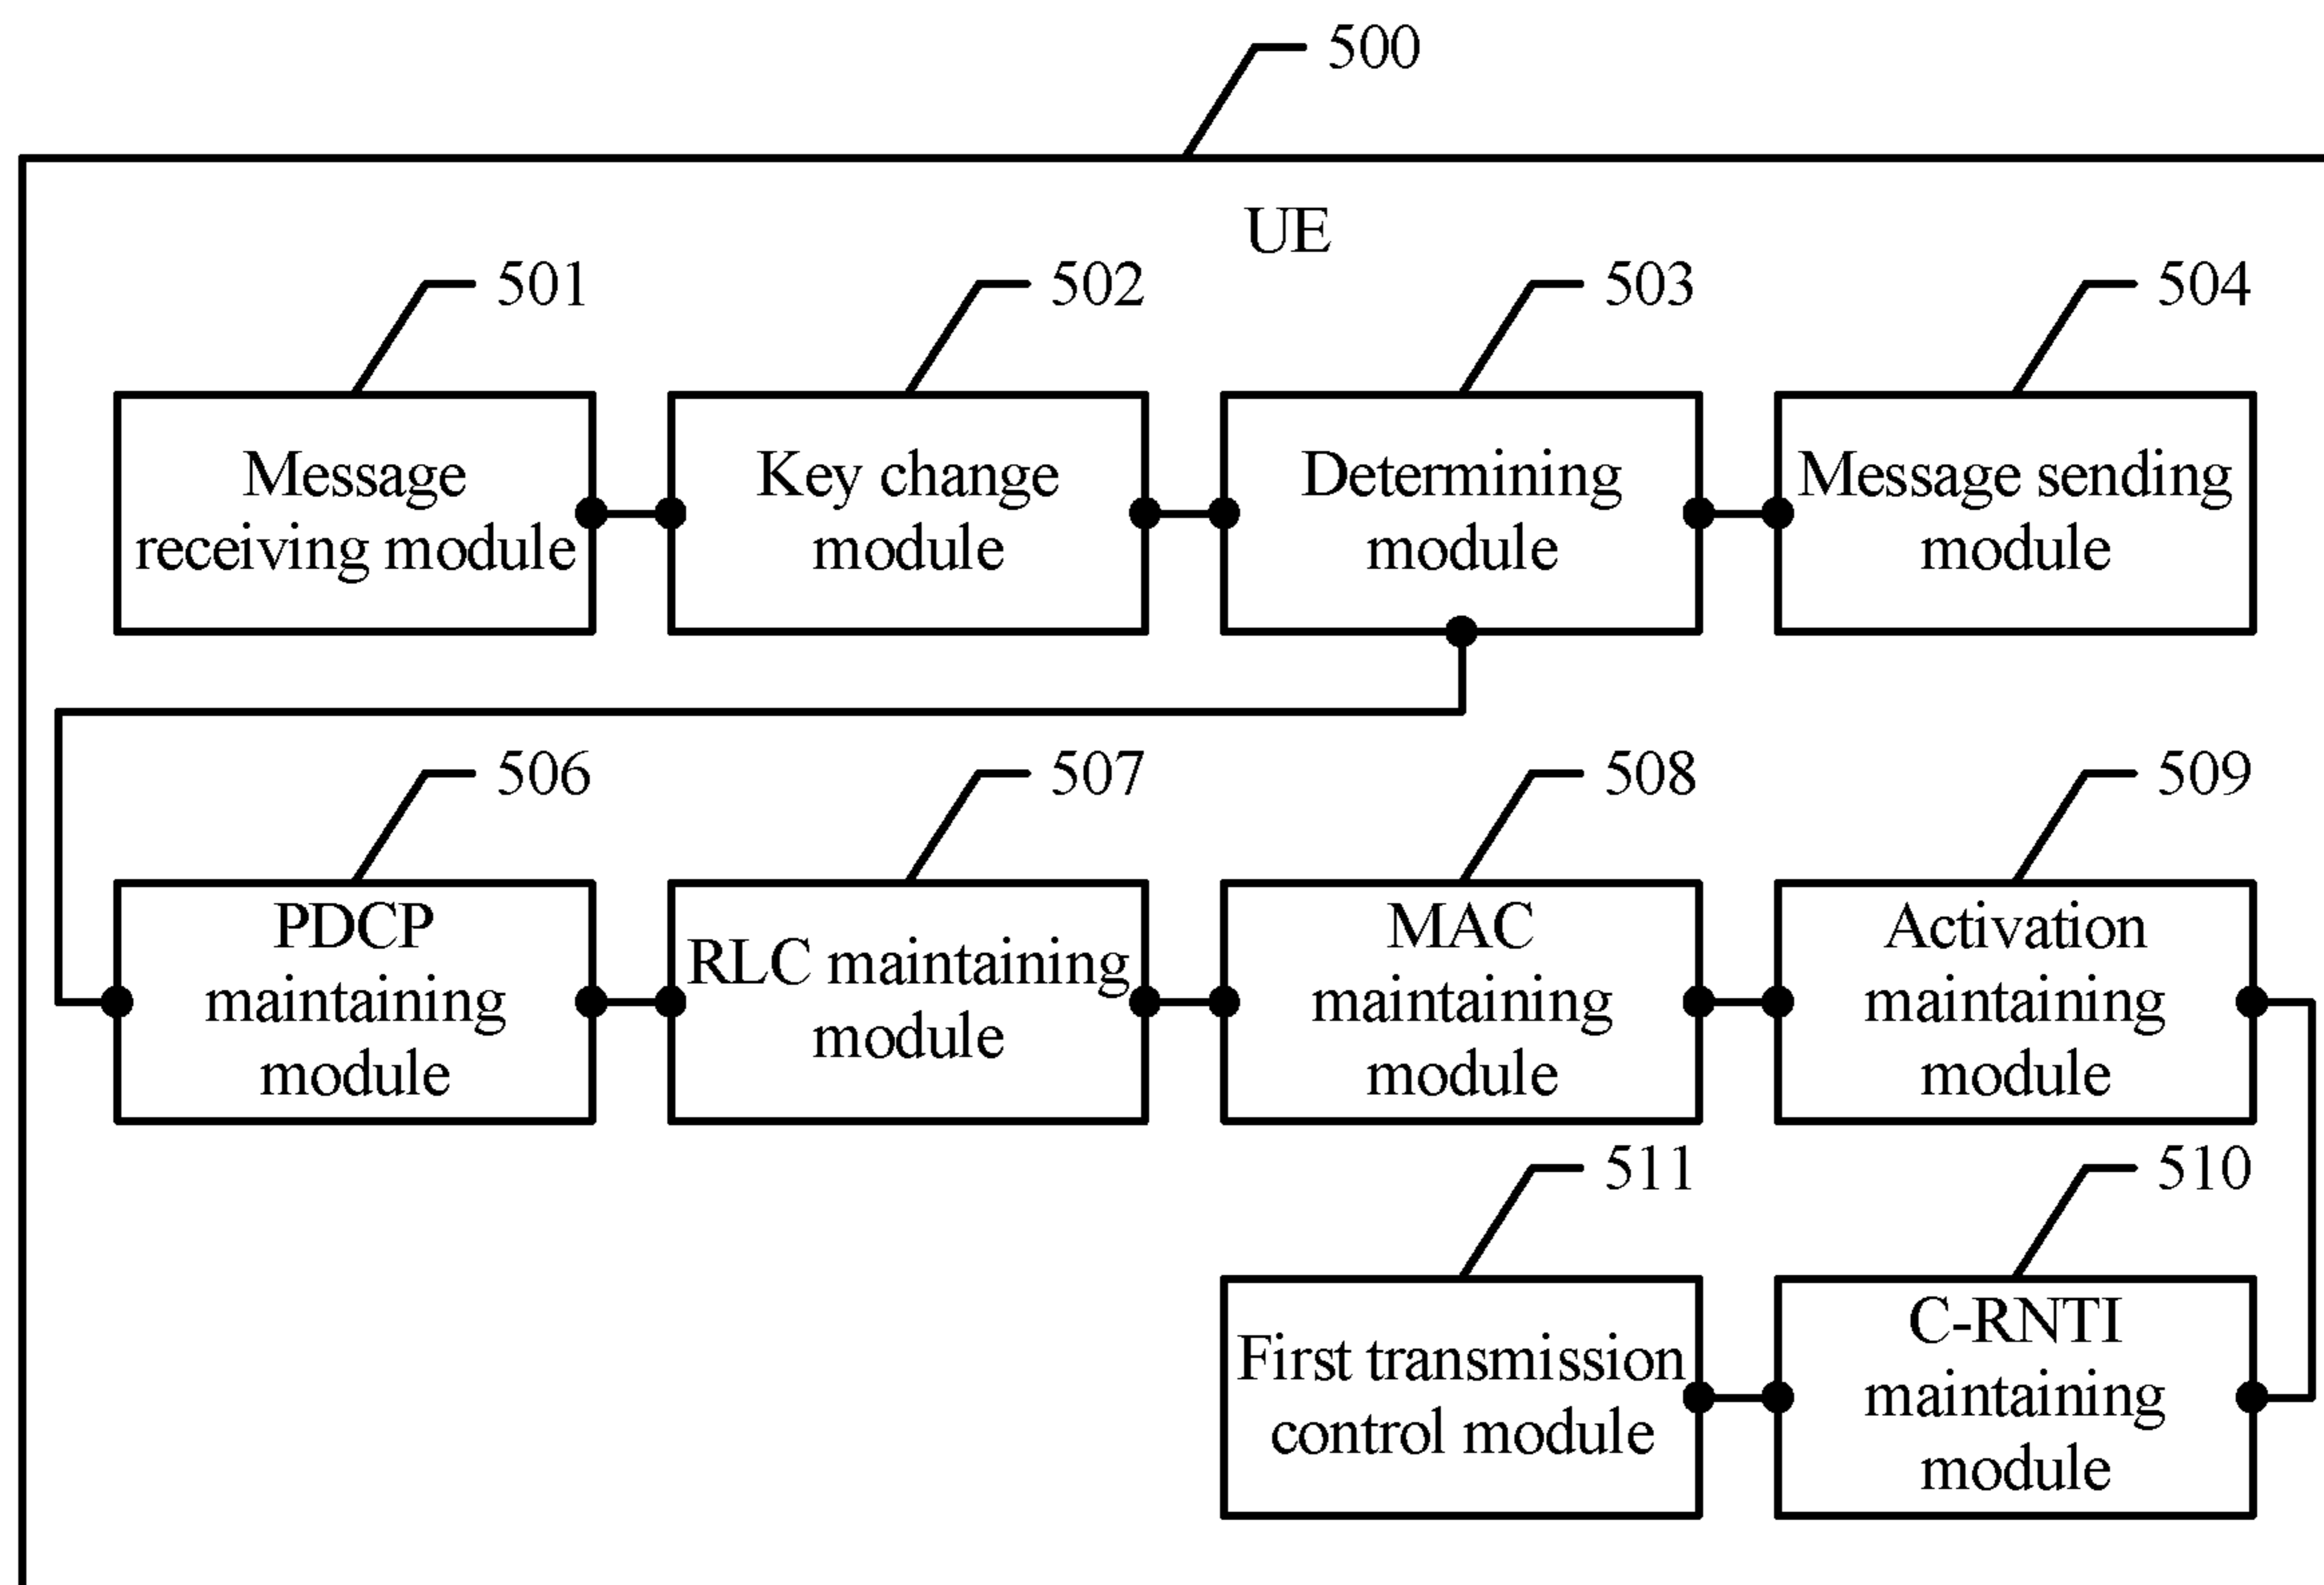 500
UE
501
502
503
504
Message
receiving module
Key change
module
Determining
module
Message sending
module
506
507
508
509
PDCP
maintaining
module
RLC maintaining
module
MAC
maintaining
module
Activation
maintaining
module
511
510
First transmission
control module
C-RNTI
maintaining
module